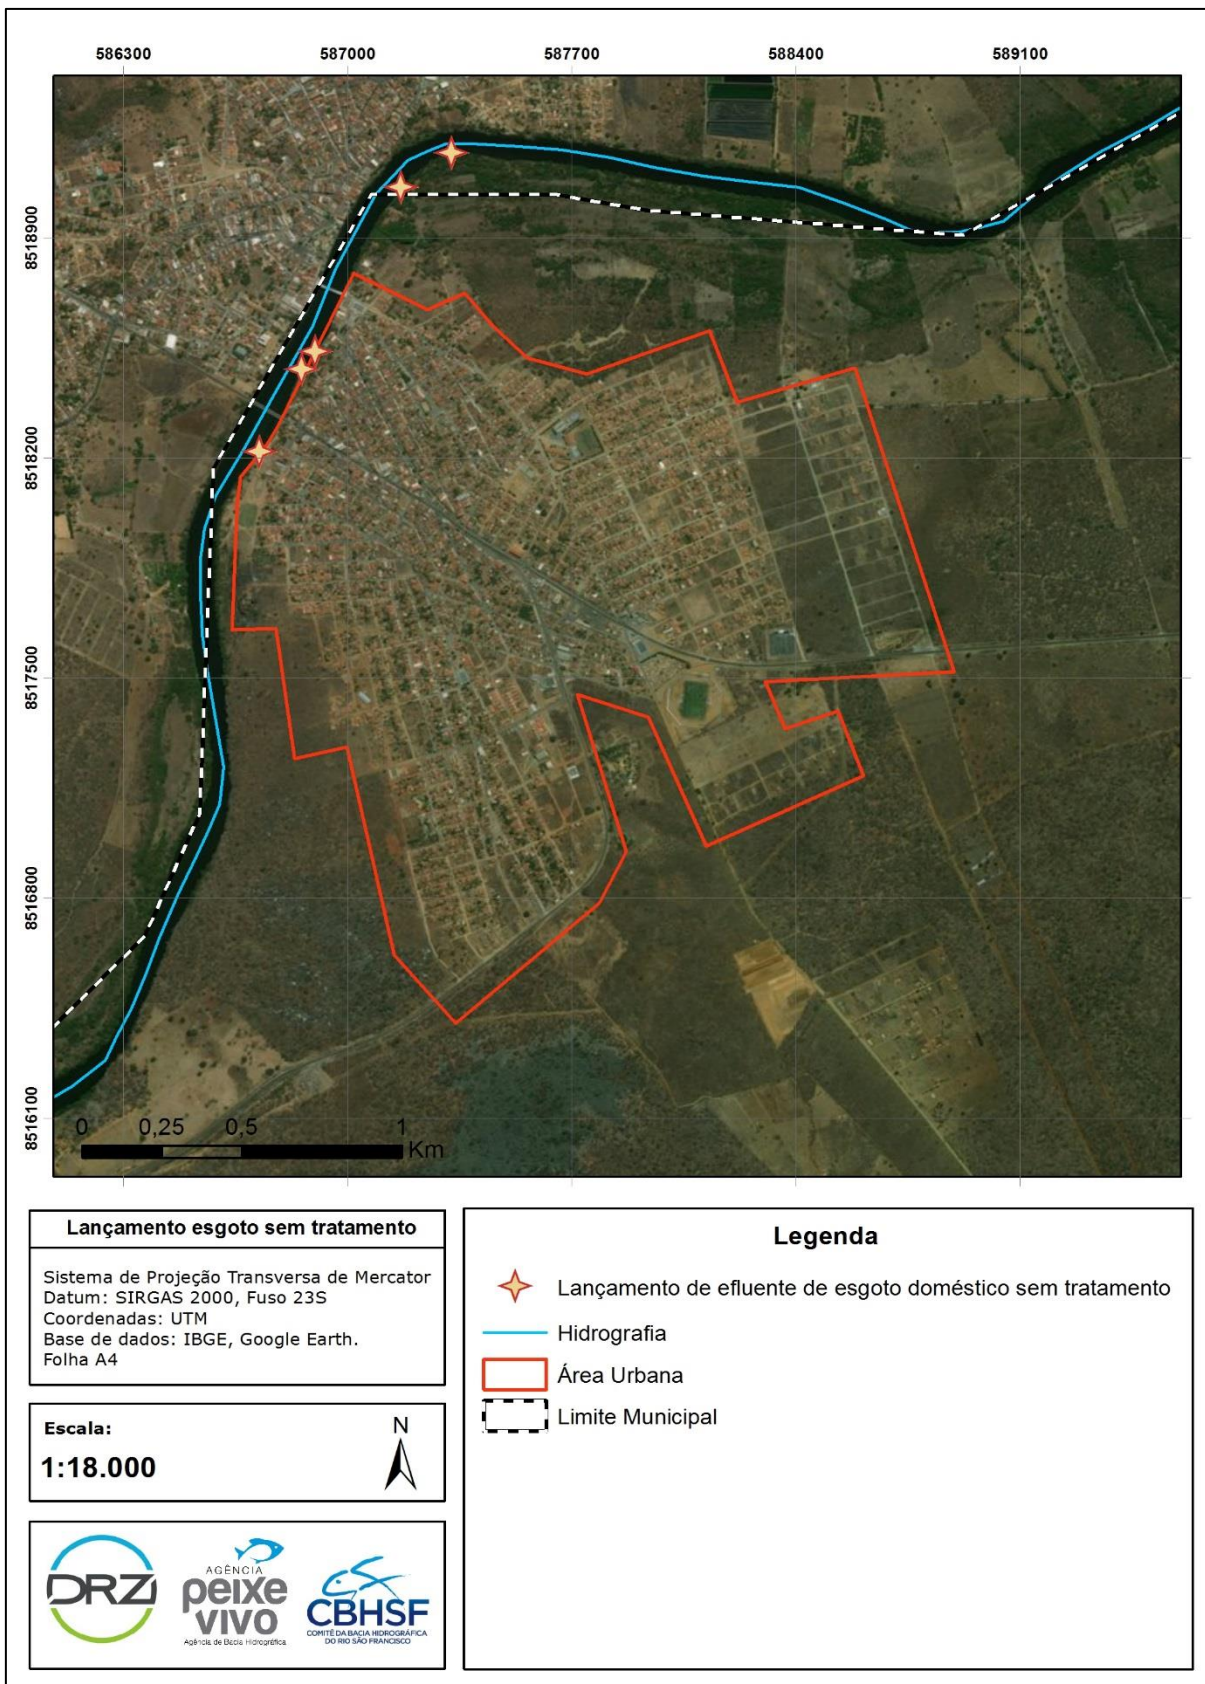 586300 587000 587700 588400 589100
8518900
8518200
8517500
8516800
8516100
0 0,25 0,5 1
Km
Lançamento esgoto sem tratamento
Sistema de Projeção Transversa de Mercator
Datum: SIRGAS 2000, Fuso 23S
Coordenadas: UTM
Base de dados: IBGE, Google Earth.
Folha A4
Escala:
1:18.000
N
DRZ
AGÊNCIA
peixe
vivo
Agência de Bacia Hidrográfica
CBHSF
COMITÊ DA BACIA HIDROGRÁFICA
DO RIO SÃO FRANCISCO
Legenda
Lançamento de efluente de esgoto doméstico sem tratamento
Hidrografia
Área Urbana
Limite Municipal